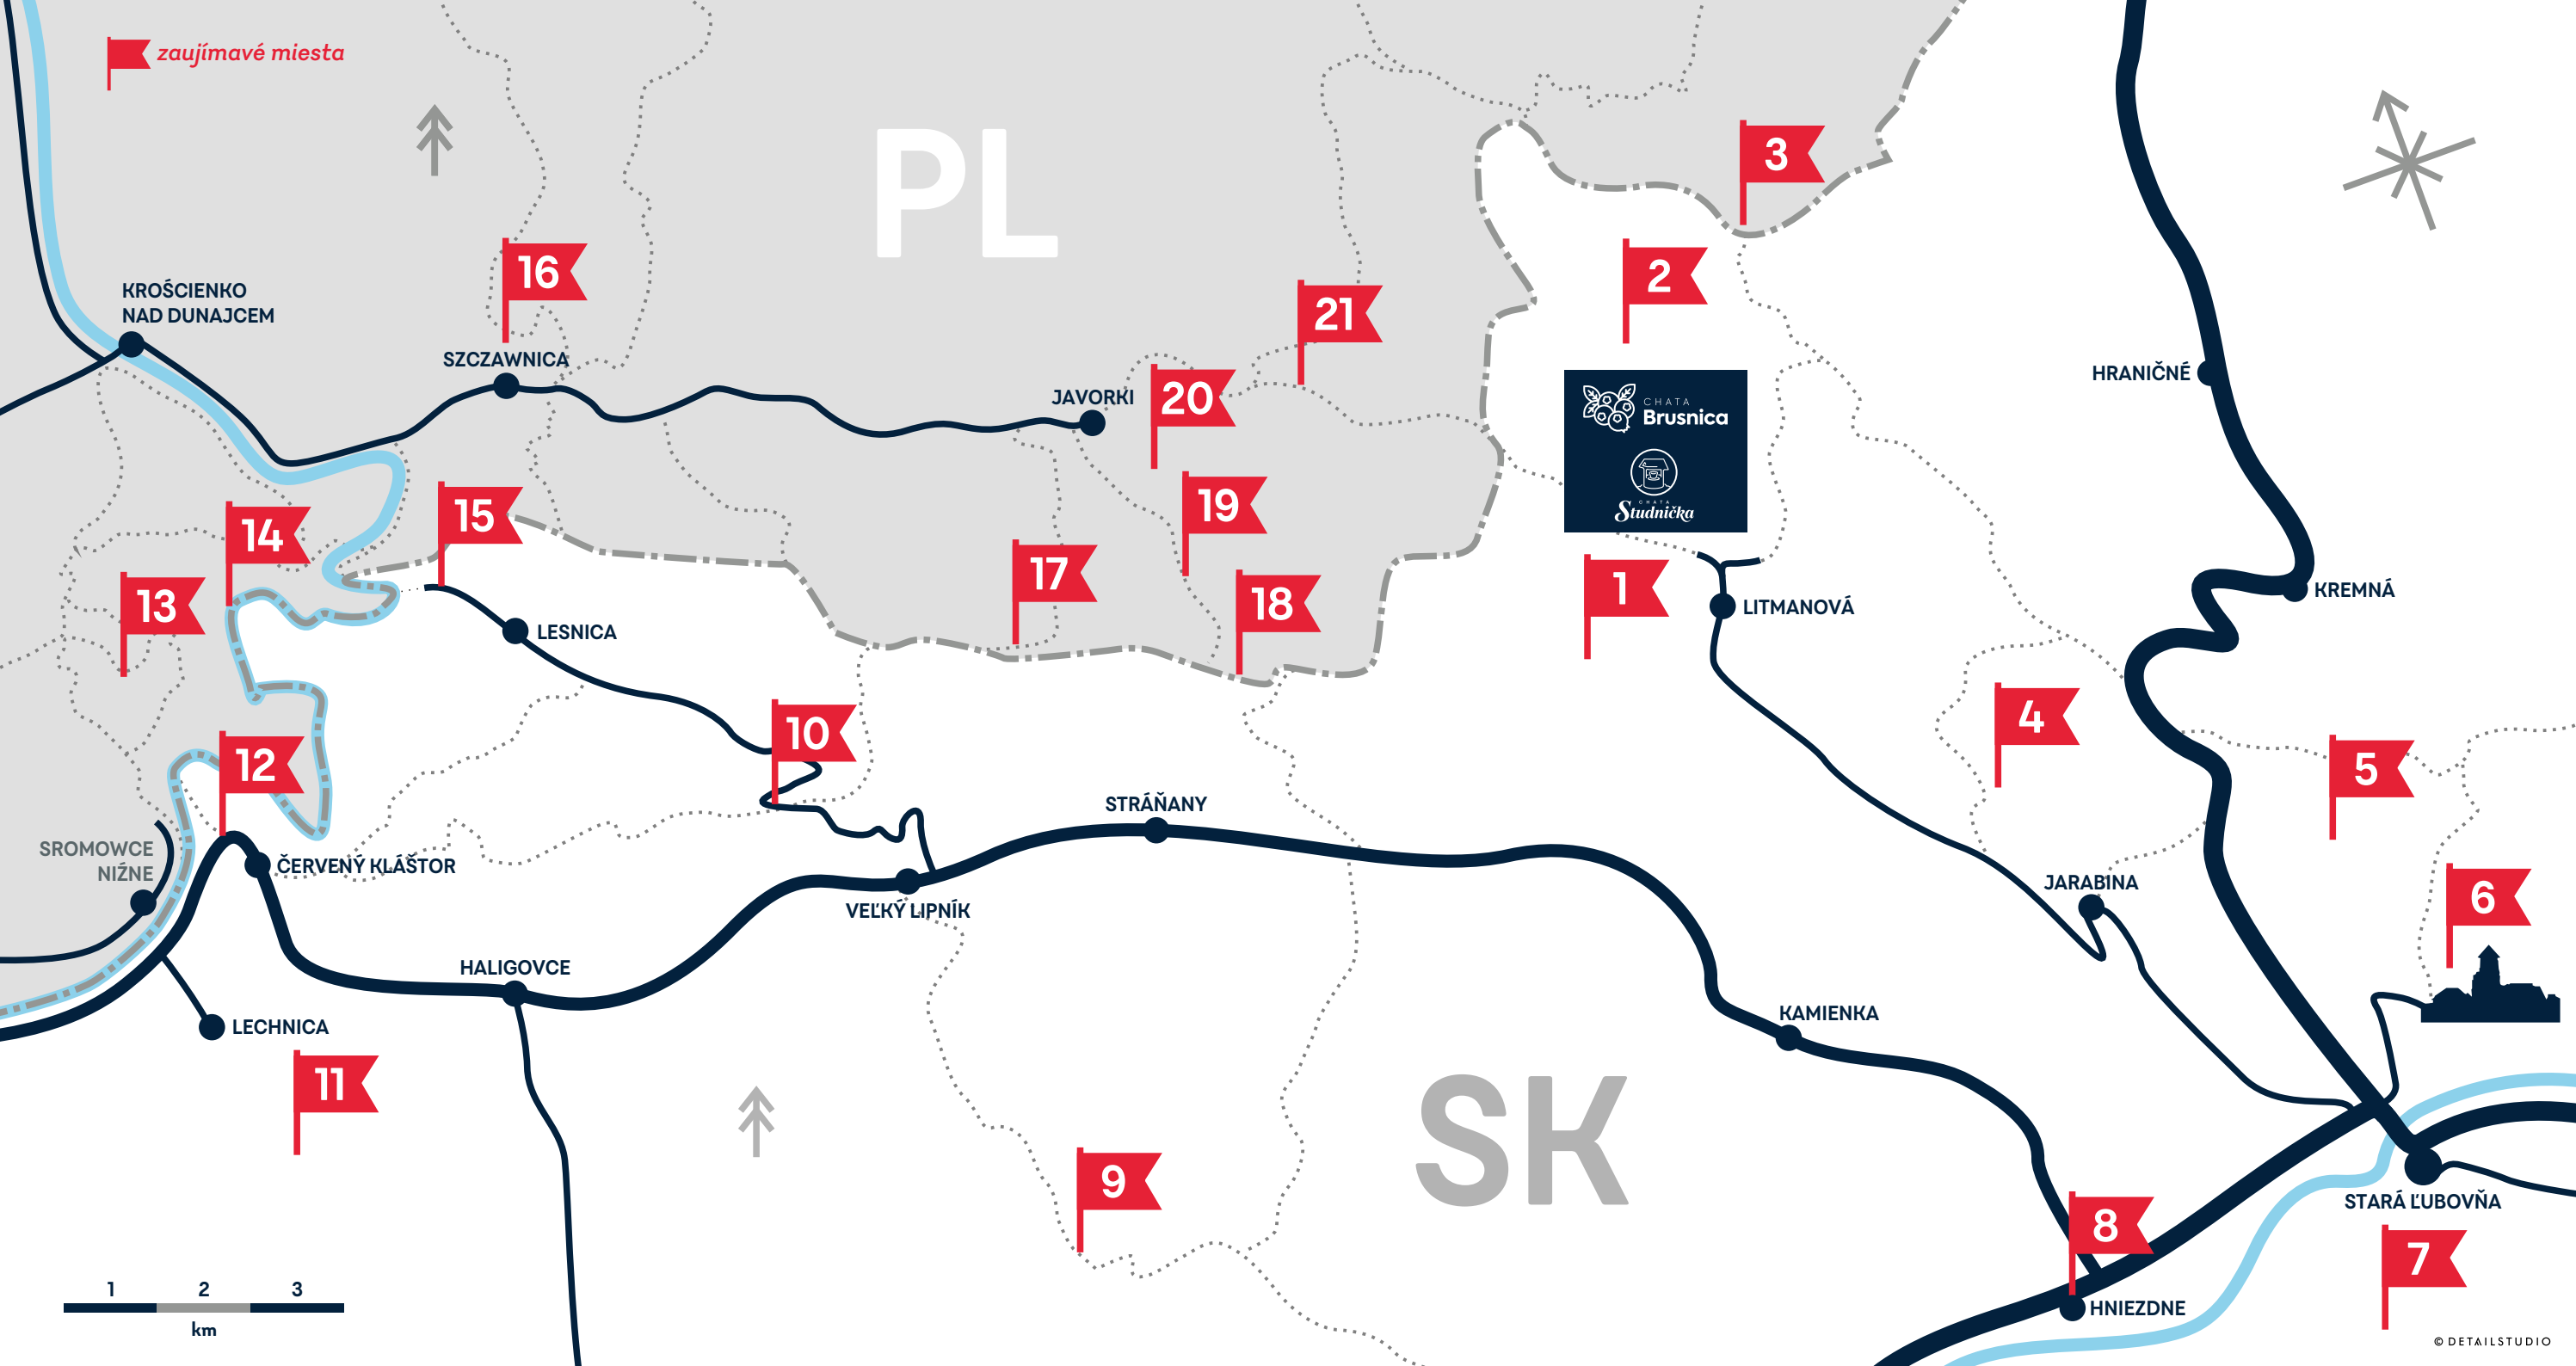 zaujímavé miesta
PL
3
16
2
21
KROŚCIENKO
NAD DUNAJCEM
SZCZAWNICA
JAVORKI
20
HRANIČNÉ
CHATA
Brusnica
CHATA
Studnička
15
19
14
17
18
1
13
LITMANOVÁ
KREMNÁ
LESNICA
4
10
12
5
STRÁŇANY
SROMOWCE
NIŹNE
ČERVENÝ KLÁŠTOR
JARABINA
6
VEĽKÝ LIPNÍK
HALIGOVCE
LECHNICA
KAMIENKA
11
SK
9
STARÁ ĽUBOVŇA
8
7
1 2 3
km
HNIEZDNE
© DETAILSTUDIO